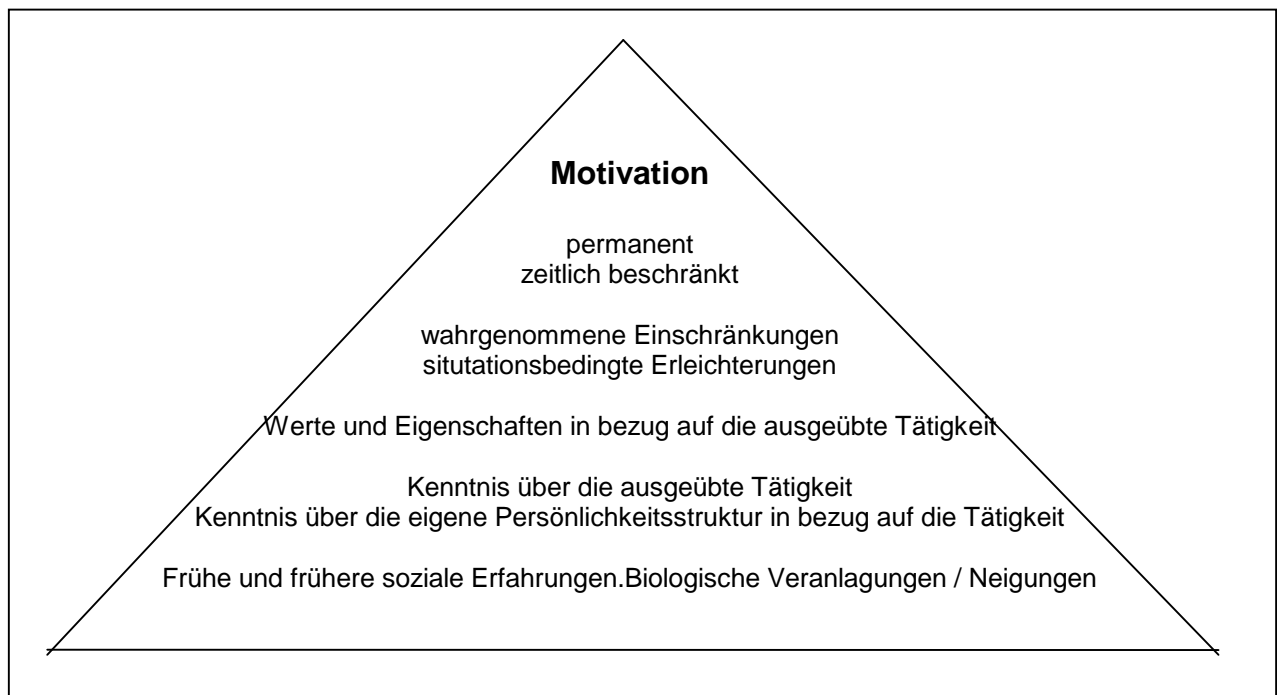 Motivation
permanent
zeitlich beschränkt
wahrgenommene Einschränkungen
situtationsbedingte Erleichterungen
Werte und Eigenschaften in bezug auf die ausgeübte Tätigkeit
Kenntnis über die ausgeübte Tätigkeit
Kenntnis über die eigene Persönlichkeitsstruktur in bezug auf die Tätigkeit
Frühe und frühere soziale Erfahrungen.Biologische Veranlagungen / Neigungen